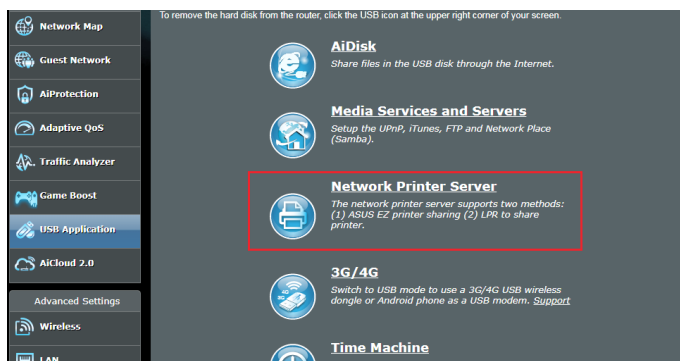 To remove the hard disk from the router, click the USB icon at the upper right corner of your screen.
Network Map
Guest Network
AiProtection
Adaptive QoS
Traffic Analyzer
Game Boost
USB Application
AiCloud 2.0
Advanced Settings
Wireless
LAN
AiDisk
Share files in the USB disk through the Internet.
Media Services and Servers
Setup the UPnP, iTunes, FTP and Network Place
(Samba).
Network Printer Server
The network printer server supports two methods:
(1) ASUS EZ printer sharing (2) LPR to share
printer.
3G/4G
Switch to USB mode to use a 3G/4G USB wireless
dongle or Android phone as a USB modem. Support
Time Machine